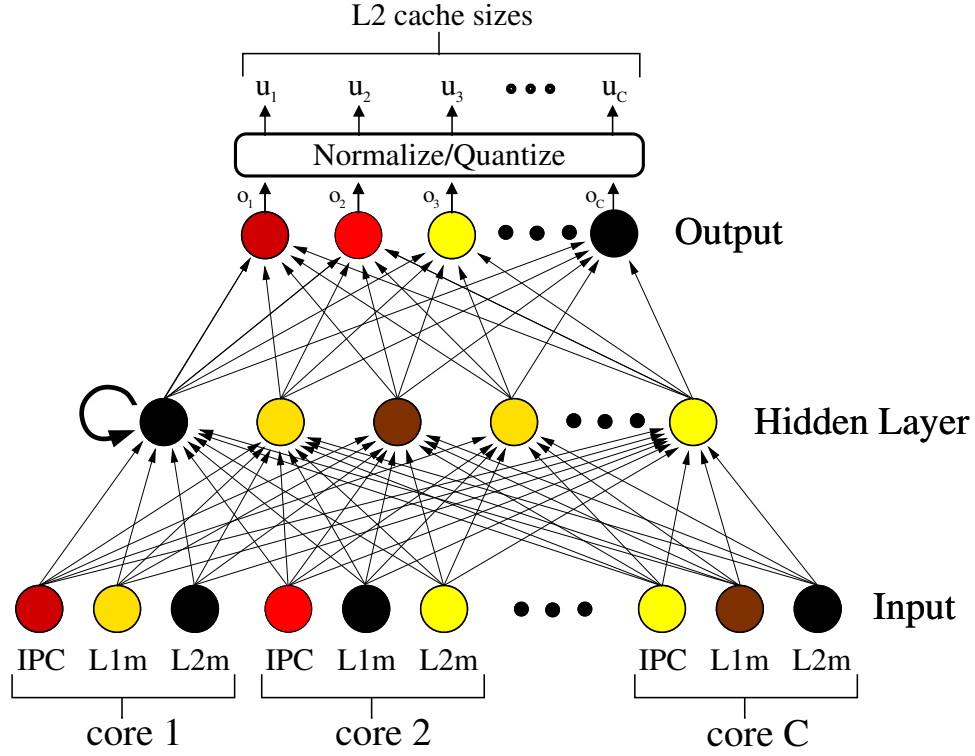 L2 cache sizes
u1 u2 u3 uC
Normalize/Quantize
o1 o2 o3 oC
Output
Hidden Layer
Input
IPC L1m L2m IPC L1m L2m IPC L1m L2m
core 1 core 2 core C